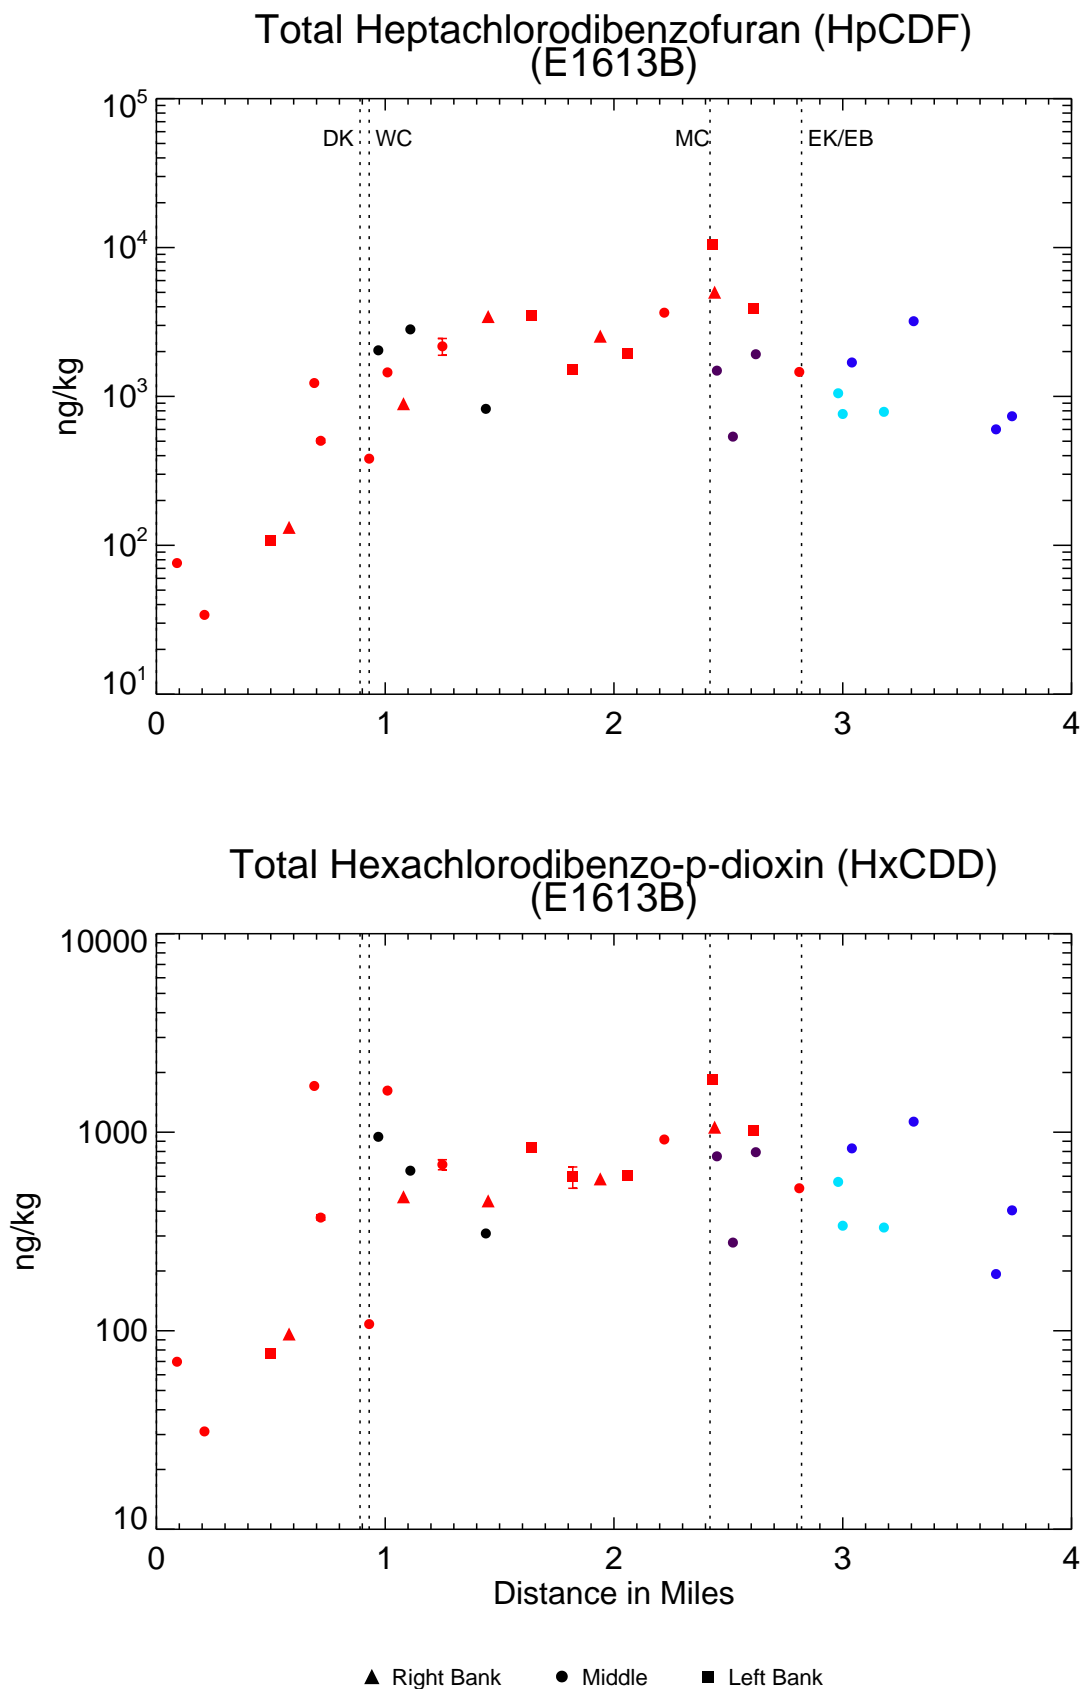 Total Heptachlorodibenzofuran (HpCDF)
(E1613B)
10^5
DK WC MC EK/EB
10^4
10^3
ng/kg
10^2
10^1
0 1 2 3 4
Total Hexachlorodibenzo-p-dioxin (HxCDD)
(E1613B)
10000
1000
ng/kg
100
10
0 1 2 3 4
Distance in Miles
Right Bank Middle Left Bank